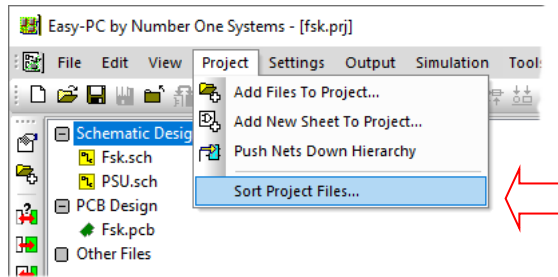 Easy-PC by Number One Systems - [fsk.prj]
File Edit View Project Settings Output Simulation Tool
Add Files To Project...
Add New Sheet To Project...
Push Nets Down Hierarchy
Sort Project Files...
Schematic Desig
Fsk.sch
PSU.sch
PCB Design
Fsk.pcb
Other Files